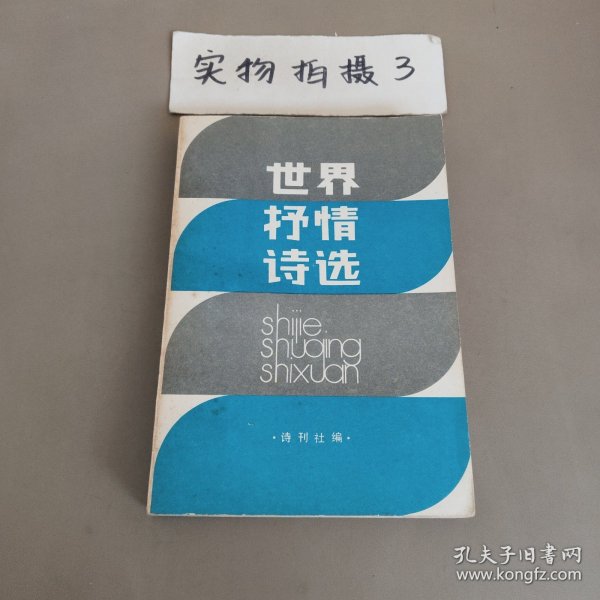 实物拍摄3
世界
抒情
诗选
shijie
shuqing
shixuan
·诗刊社编·
孔夫子旧书网
www.kongfz.com